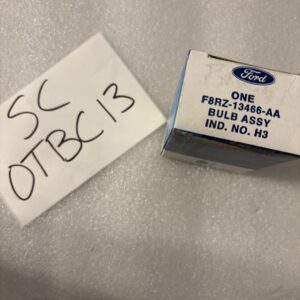 SC
OTBC13
Ford
ONE
F8RZ-13466-AA
BULB ASSY
IND. NO. H3